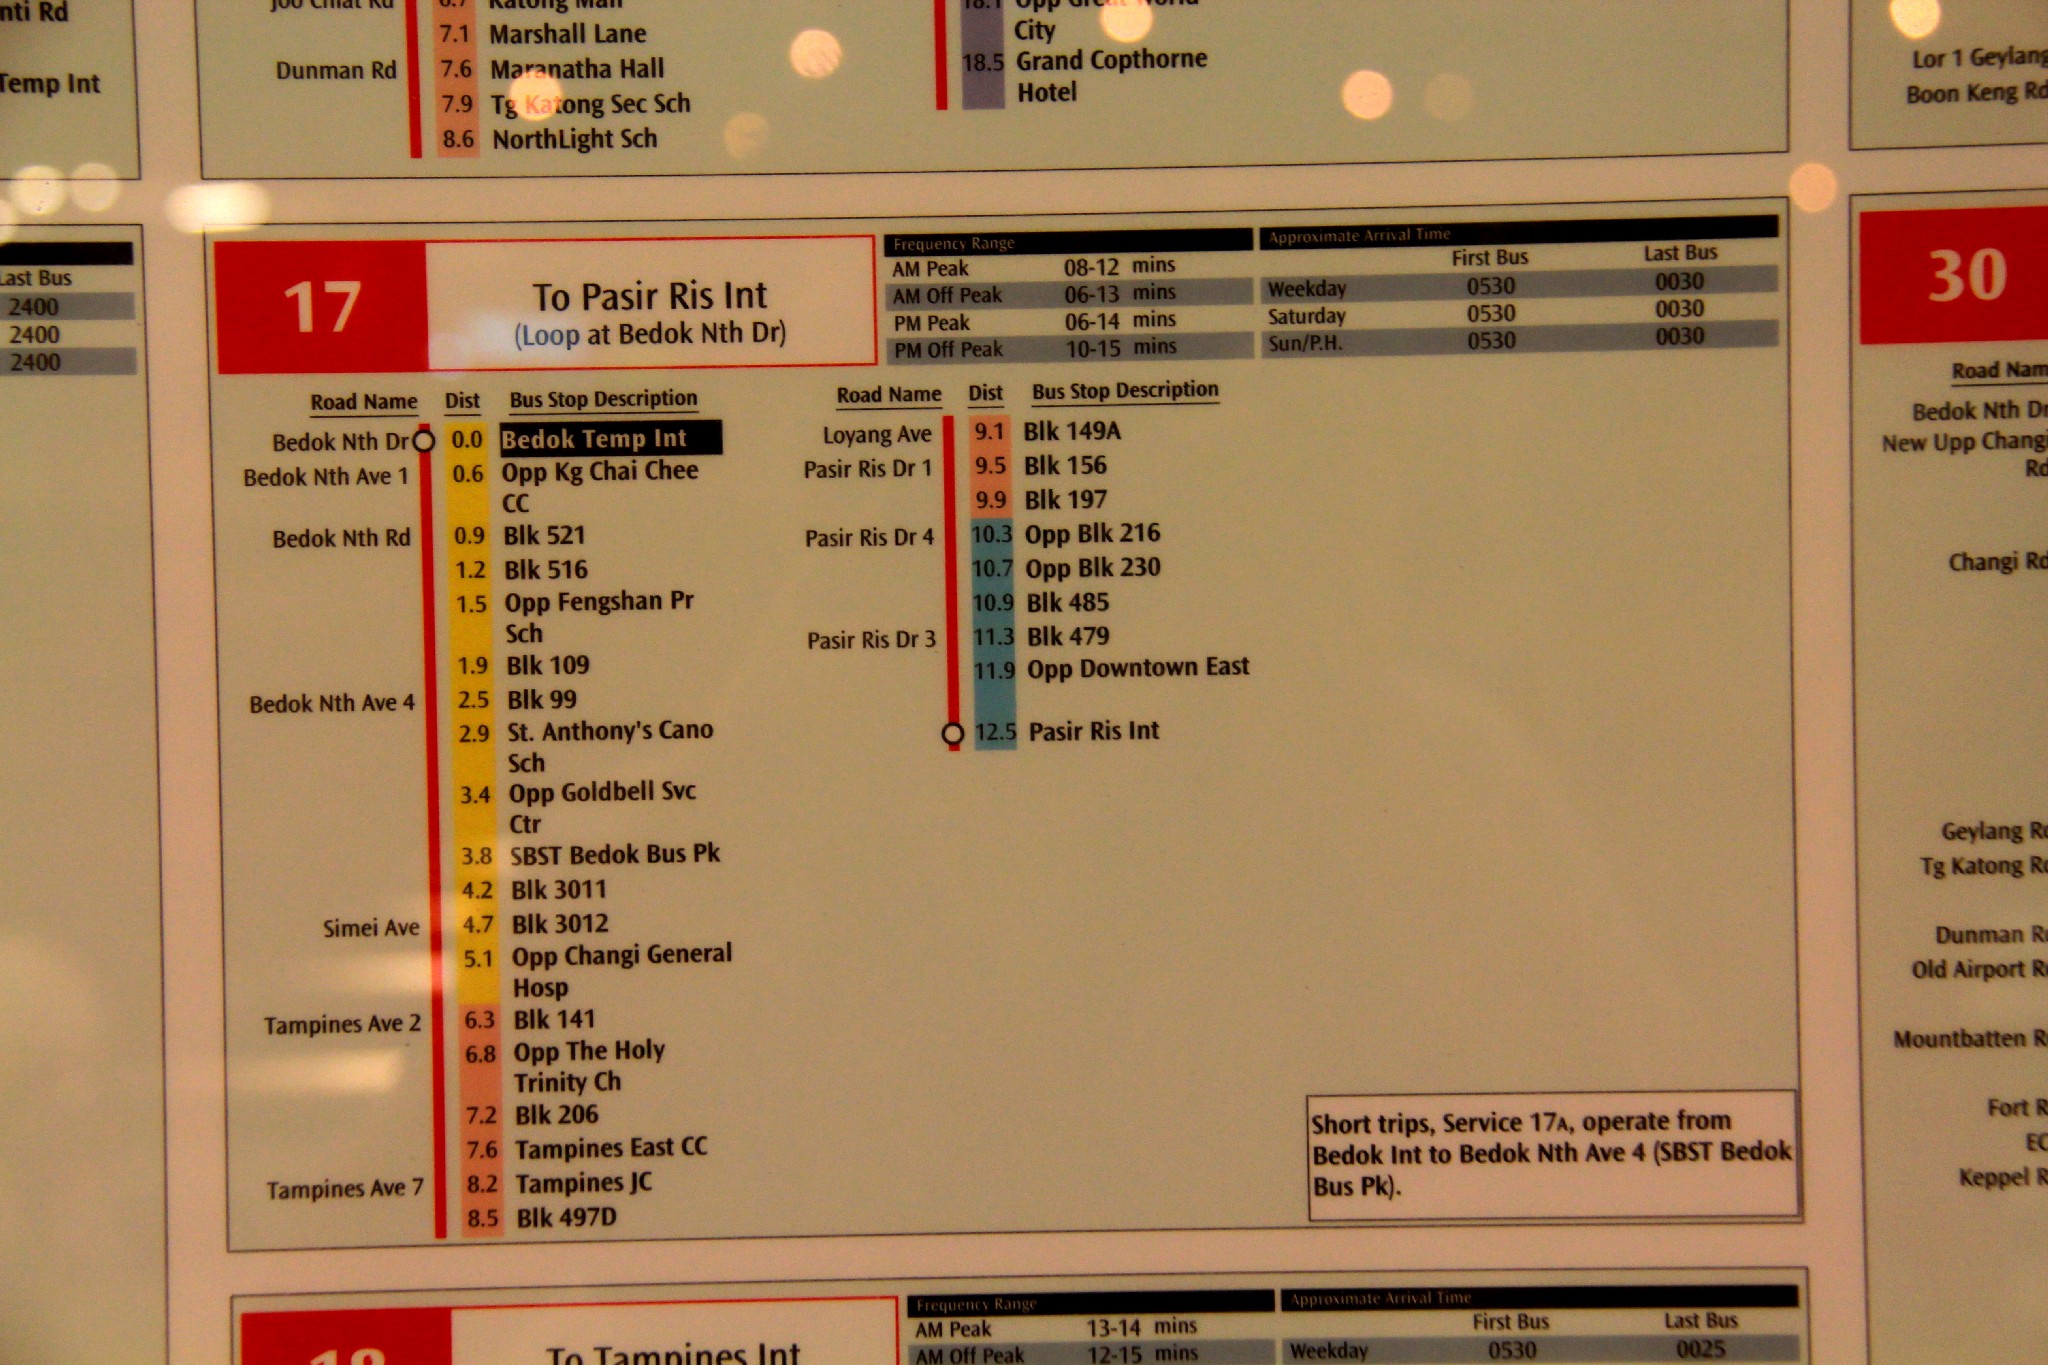 nti Rd
Temp Int
Last Bus
2400
2400
2400
Katong Mall
7.1 Marshall Lane
Dunman Rd 7.6 Maranatha Hall
7.9 Tg Katong Sec Sch
8.6 NorthLight Sch
18.1 Opp Great World
City
18.5 Grand Copthorne
Hotel
Lor 1 Geylang
Boon Keng Rd
17
To Pasir Ris Int
(Loop at Bedok Nth Dr)
Frequency Range
AM Peak 08-12 mins
AM Off Peak 06-13 mins
PM Peak 06-14 mins
PM Off Peak 10-15 mins
Approximate Arrival Time
First Bus Last Bus
Weekday 0530 0030
Saturday 0530 0030
Sun/P.H. 0530 0030
Road Name Dist Bus Stop Description
Bedok Nth Dr 0.0 Bedok Temp Int
Bedok Nth Ave 1 0.6 Opp Kg Chai Chee
CC
Bedok Nth Rd 0.9 Blk 521
1.2 Blk 516
1.5 Opp Fengshan Pr
Sch
1.9 Blk 109
Bedok Nth Ave 4 2.5 Blk 99
2.9 St. Anthony's Cano
Sch
3.4 Opp Goldbell Svc
Ctr
3.8 SBST Bedok Bus Pk
4.2 Blk 3011
Simei Ave 4.7 Blk 3012
5.1 Opp Changi General
Hosp
Tampines Ave 2 6.3 Blk 141
6.8 Opp The Holy
Trinity Ch
7.2 Blk 206
7.6 Tampines East CC
Tampines Ave 7 8.2 Tampines JC
8.5 Blk 497D
Road Name Dist Bus Stop Description
Loyang Ave 9.1 Blk 149A
Pasir Ris Dr 1 9.5 Blk 156
9.9 Blk 197
Pasir Ris Dr 4 10.3 Opp Blk 216
10.7 Opp Blk 230
10.9 Blk 485
Pasir Ris Dr 3 11.3 Blk 479
11.9 Opp Downtown East
12.5 Pasir Ris Int
Short trips, Service 17A, operate from
Bedok Int to Bedok Nth Ave 4 (SBST Bedok
Bus Pk).
30
Road Nam
Bedok Nth Dr
New Upp Changi
Rd
Changi Rd
Geylang Rd
Tg Katong Rd
Dunman Rd
Old Airport Rd
Mountbatten R
Fort R
EC
Keppel R
18
To Tampines Int
Frequency Range
AM Peak 13-14 mins
AM Off Peak 12-15 mins
Approximate Arrival Time
First Bus Last Bus
Weekday 0530 0025